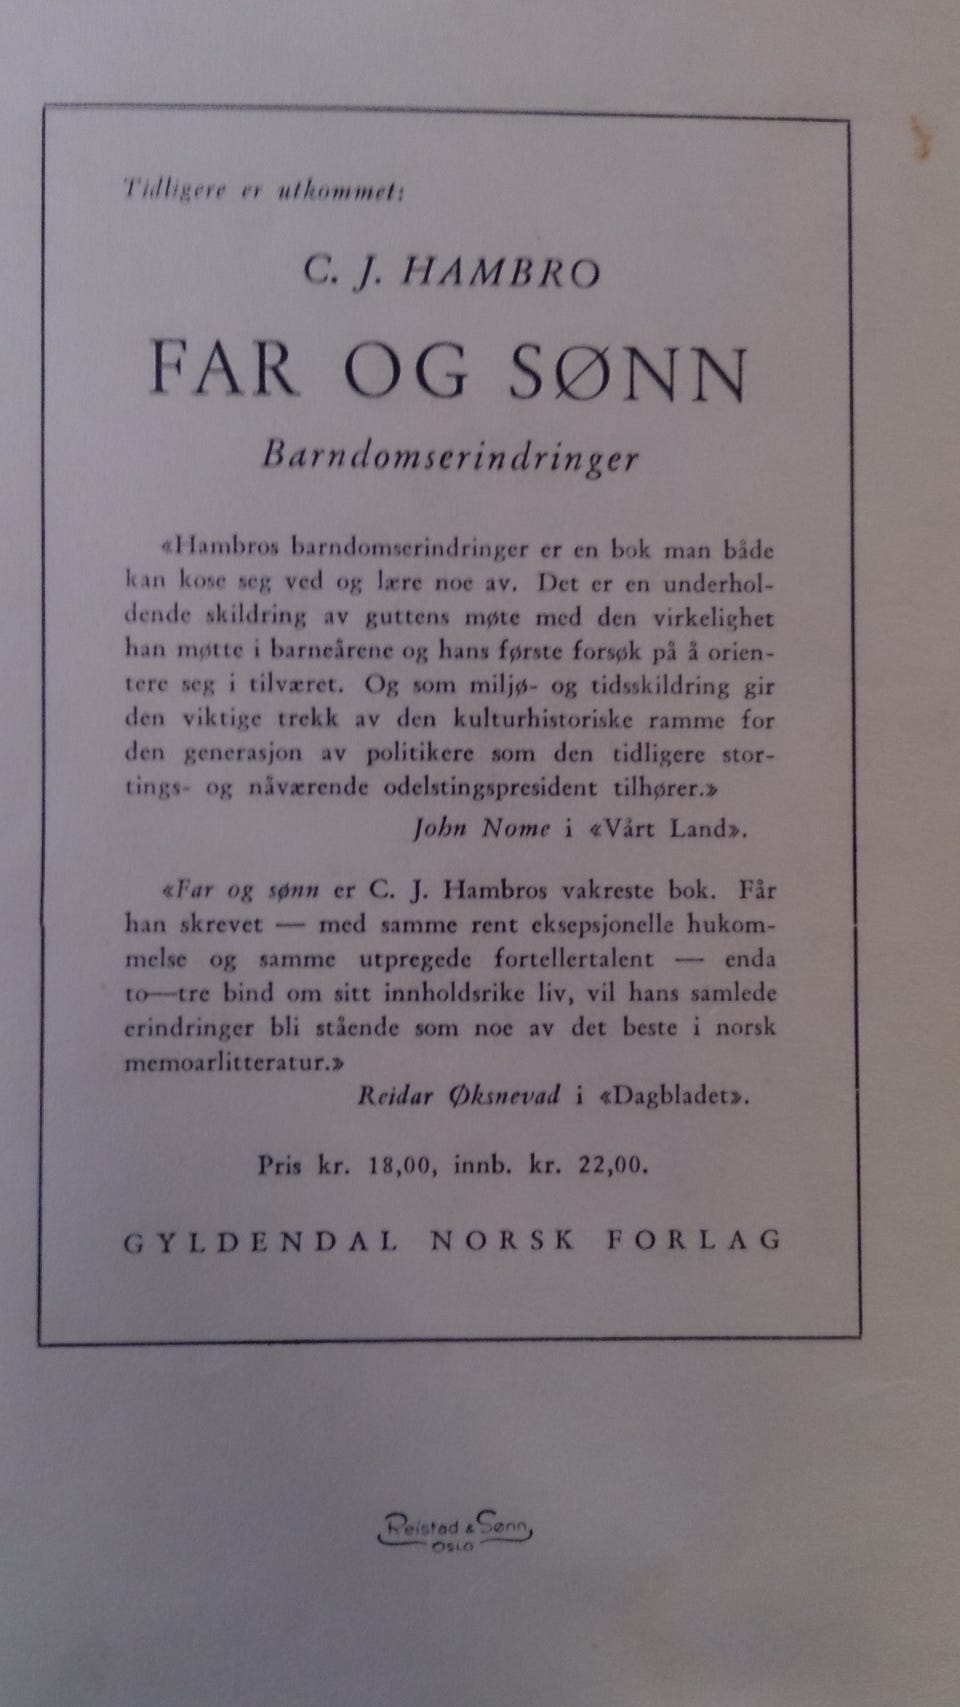 Tidligere er utkommet:
C. J. HAMBRO
FAR OG SØNN
Barndomserindringer
«Hambros barndomserindringer er en bok man både
kan kose seg ved og lære noe av. Det er en underhol-
dende skildring av guttens møte med den virkelighet
han møtte i barneårene og hans første forsøk på å orien-
tere seg i tilværet. Og som miljø- og tidsskildring gir
den viktige trekk av den kulturhistoriske ramme for
den generasjon av politikere som den tidligere stor-
tings- og nåværende odelstingspresident tilhører.»
John Nome i «Vårt Land».
«Far og sønn er C. J. Hambros vakreste bok. Får
han skrevet — med samme rent eksepsjonelle hukom-
melse og samme utpregede fortellertalent — enda
to—tre bind om sitt innholdsrike liv, vil hans samlede
erindringer bli stående som noe av det beste i norsk
memoarlitteratur.»
Reidar Øksnevad i «Dagbladet».
Pris kr. 18,00, innb. kr. 22,00.
GYLDENDAL NORSK FORLAG
Reistad & Sønn
OSLO